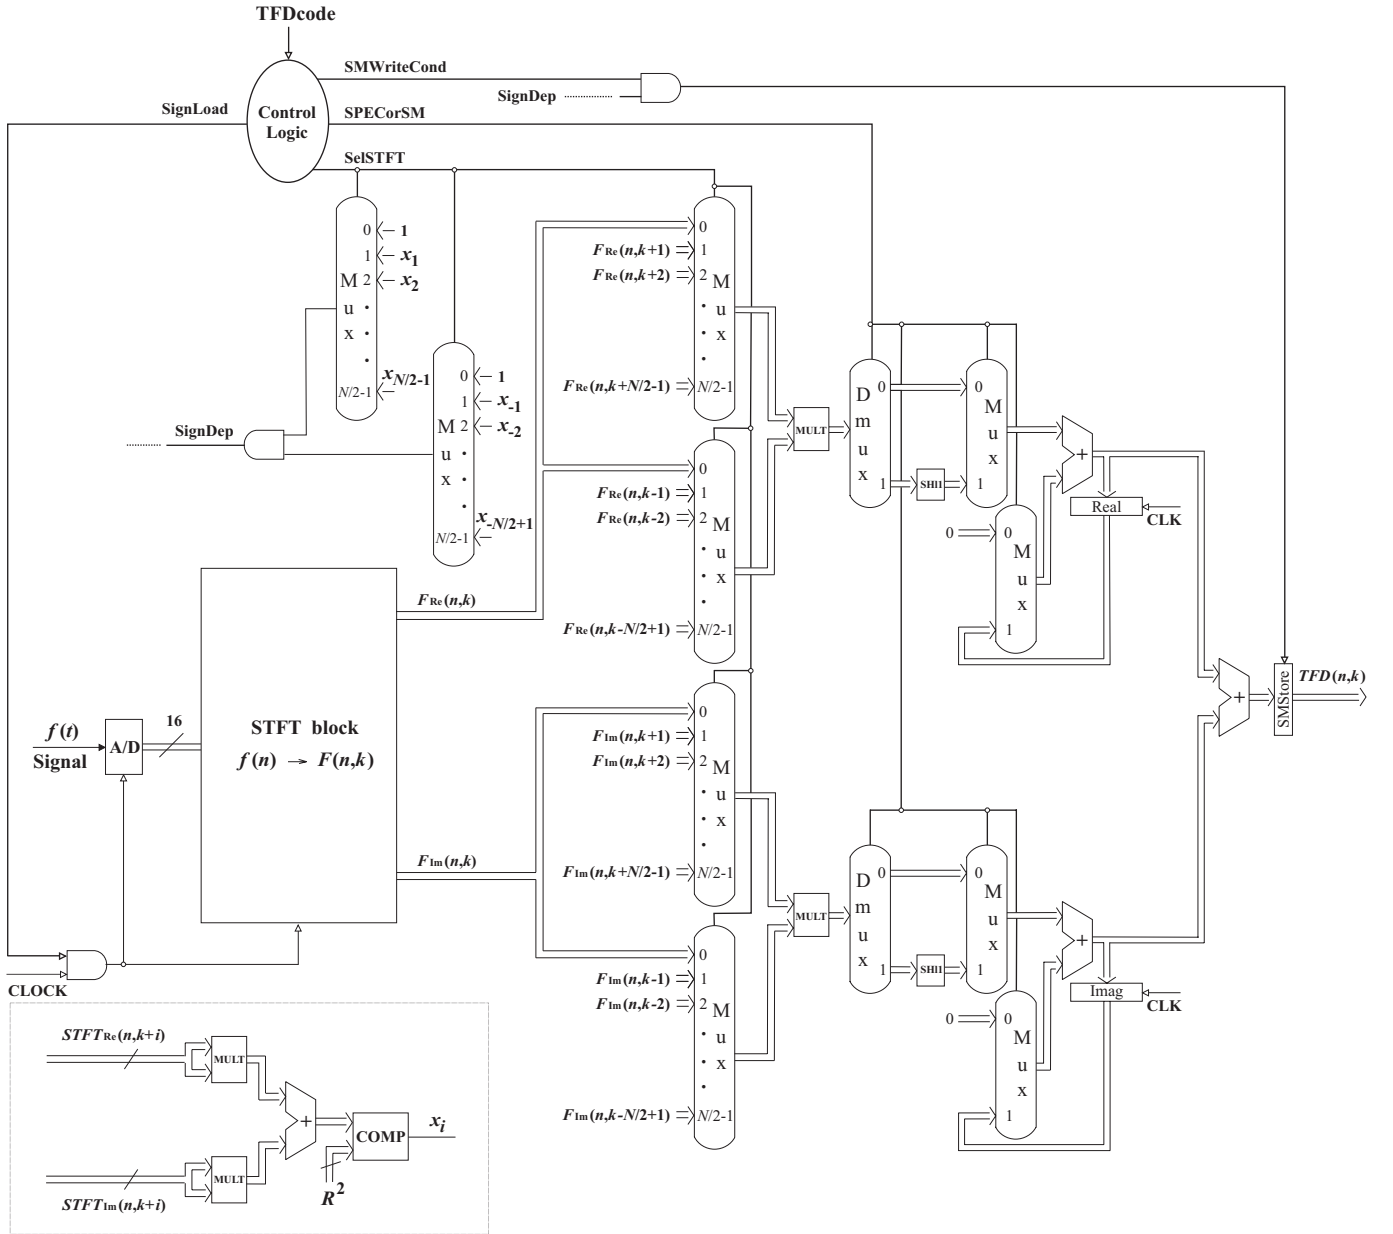 TFDcode
SMWriteCond
SignDep
SignLoad
Control
Logic
SPECorSM
SelSTFT
0
1
1
x1
M
2
x2
u
x
N/2-1
xN/2-1
0
1
1
x-1
M
2
x-2
u
x
N/2-1
x-N/2+1
SignDep
0
FRe(n,k+1)
1
FRe(n,k+2)
2
M
u
x
FRe(n,k+N/2-1)
N/2-1
0
FRe(n,k-1)
1
FRe(n,k-2)
2
M
u
x
FRe(n,k-N/2+1)
N/2-1
MULT
D
m
u
x
0
1
SHl1
0
M
u
x
1
+
Real
CLK
0
0
M
u
x
1
FRe(n,k)
STFT block
f(n) → F(n,k)
f(t)
Signal
A/D
16
FIm(n,k)
CLOCK
0
FIm(n,k+1)
1
FIm(n,k+2)
2
M
u
x
FIm(n,k+N/2-1)
N/2-1
0
FIm(n,k-1)
1
FIm(n,k-2)
2
M
u
x
FIm(n,k-N/2+1)
N/2-1
MULT
D
m
u
x
0
1
SHl1
0
M
u
x
1
+
Imag
CLK
0
0
M
u
x
1
+
SMStore
TFD(n,k)
STFTRe(n,k+i)
MULT
+
COMP
xi
R2
MULT
STFTIm(n,k+i)